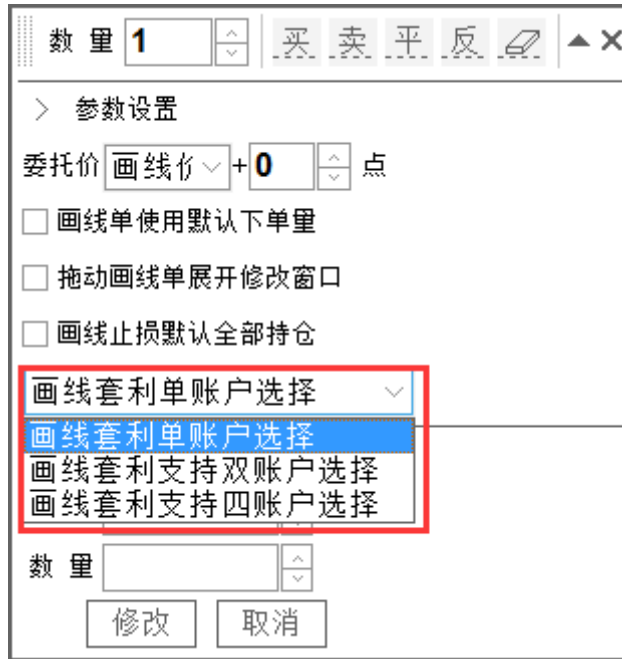 数 量 1 买 卖 平 反
参数设置
委托价 画线 + 0 点
画线单使用默认下单量
拖动画线单展开修改窗口
画线止损默认全部持仓
画线套利单账户选择
画线套利单账户选择
画线套利支持双账户选择
画线套利支持四账户选择
数 量
修改 取消